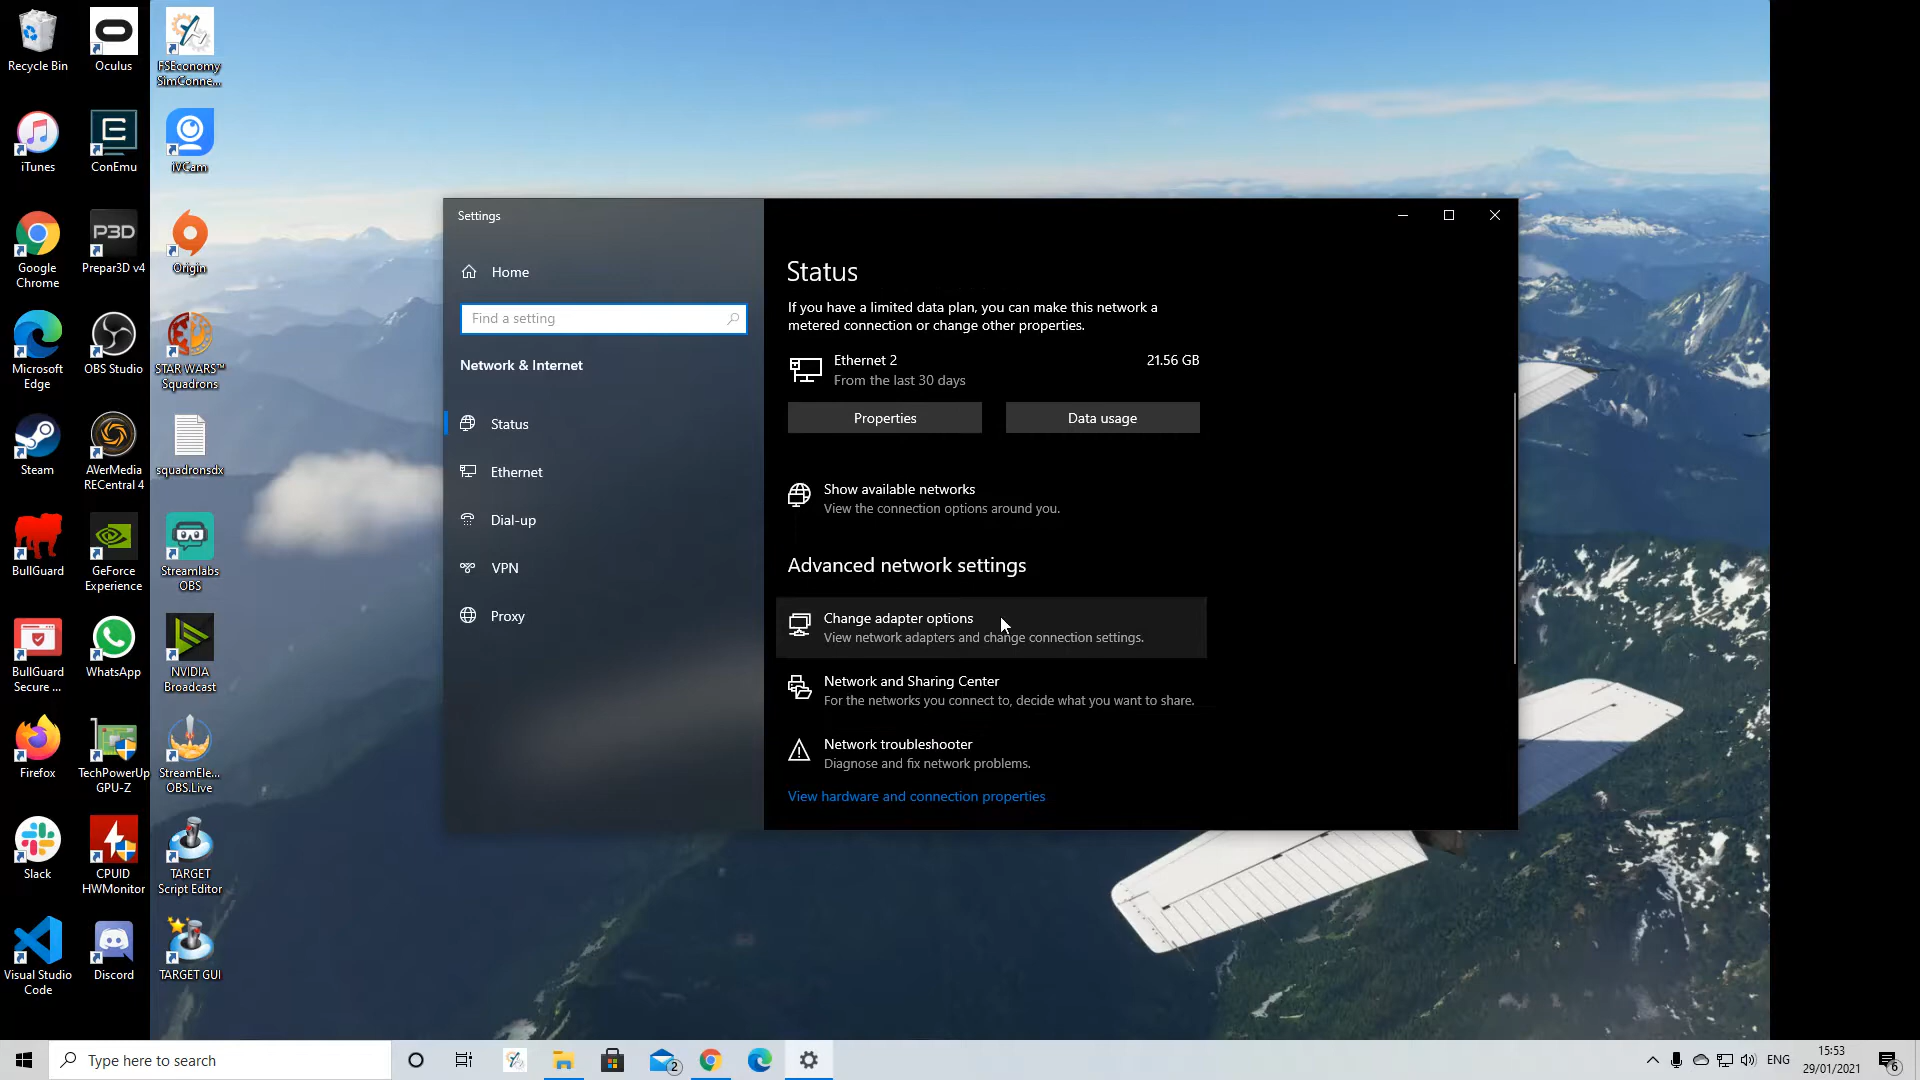 Recycle Bin
Oculus
FSEconomy
SimConne...
iTunes
ConEmu
iVCam
Google
Chrome
P3D
Prepar3D v4
Origin
Microsoft
Edge
OBS Studio
STAR WARS™
Squadrons
Steam
AVerMedia
RECentral 4
squadronsdx
BullGuard
GeForce
Experience
Streamlabs
OBS
BullGuard
Secure ...
WhatsApp
NVIDIA
Broadcast
Firefox
TechPowerUp
GPU-Z
StreamEle...
OBS.Live
Slack
CPUID
HWMonitor
TARGET
Script Editor
Visual Studio
Code
Discord
TARGET GUI
Settings
Home
Find a setting
Network & Internet
Status
Ethernet
Dial-up
VPN
Proxy
Status
If you have a limited data plan, you can make this network a
metered connection or change other properties.
Ethernet 2
21.56 GB
From the last 30 days
Properties
Data usage
Show available networks
View the connection options around you.
Advanced network settings
Change adapter options
View network adapters and change connection settings.
Network and Sharing Center
For the networks you connect to, decide what you want to share.
Network troubleshooter
Diagnose and fix network problems.
View hardware and connection properties
Type here to search
2
ENG
15:53
29/01/2021
6